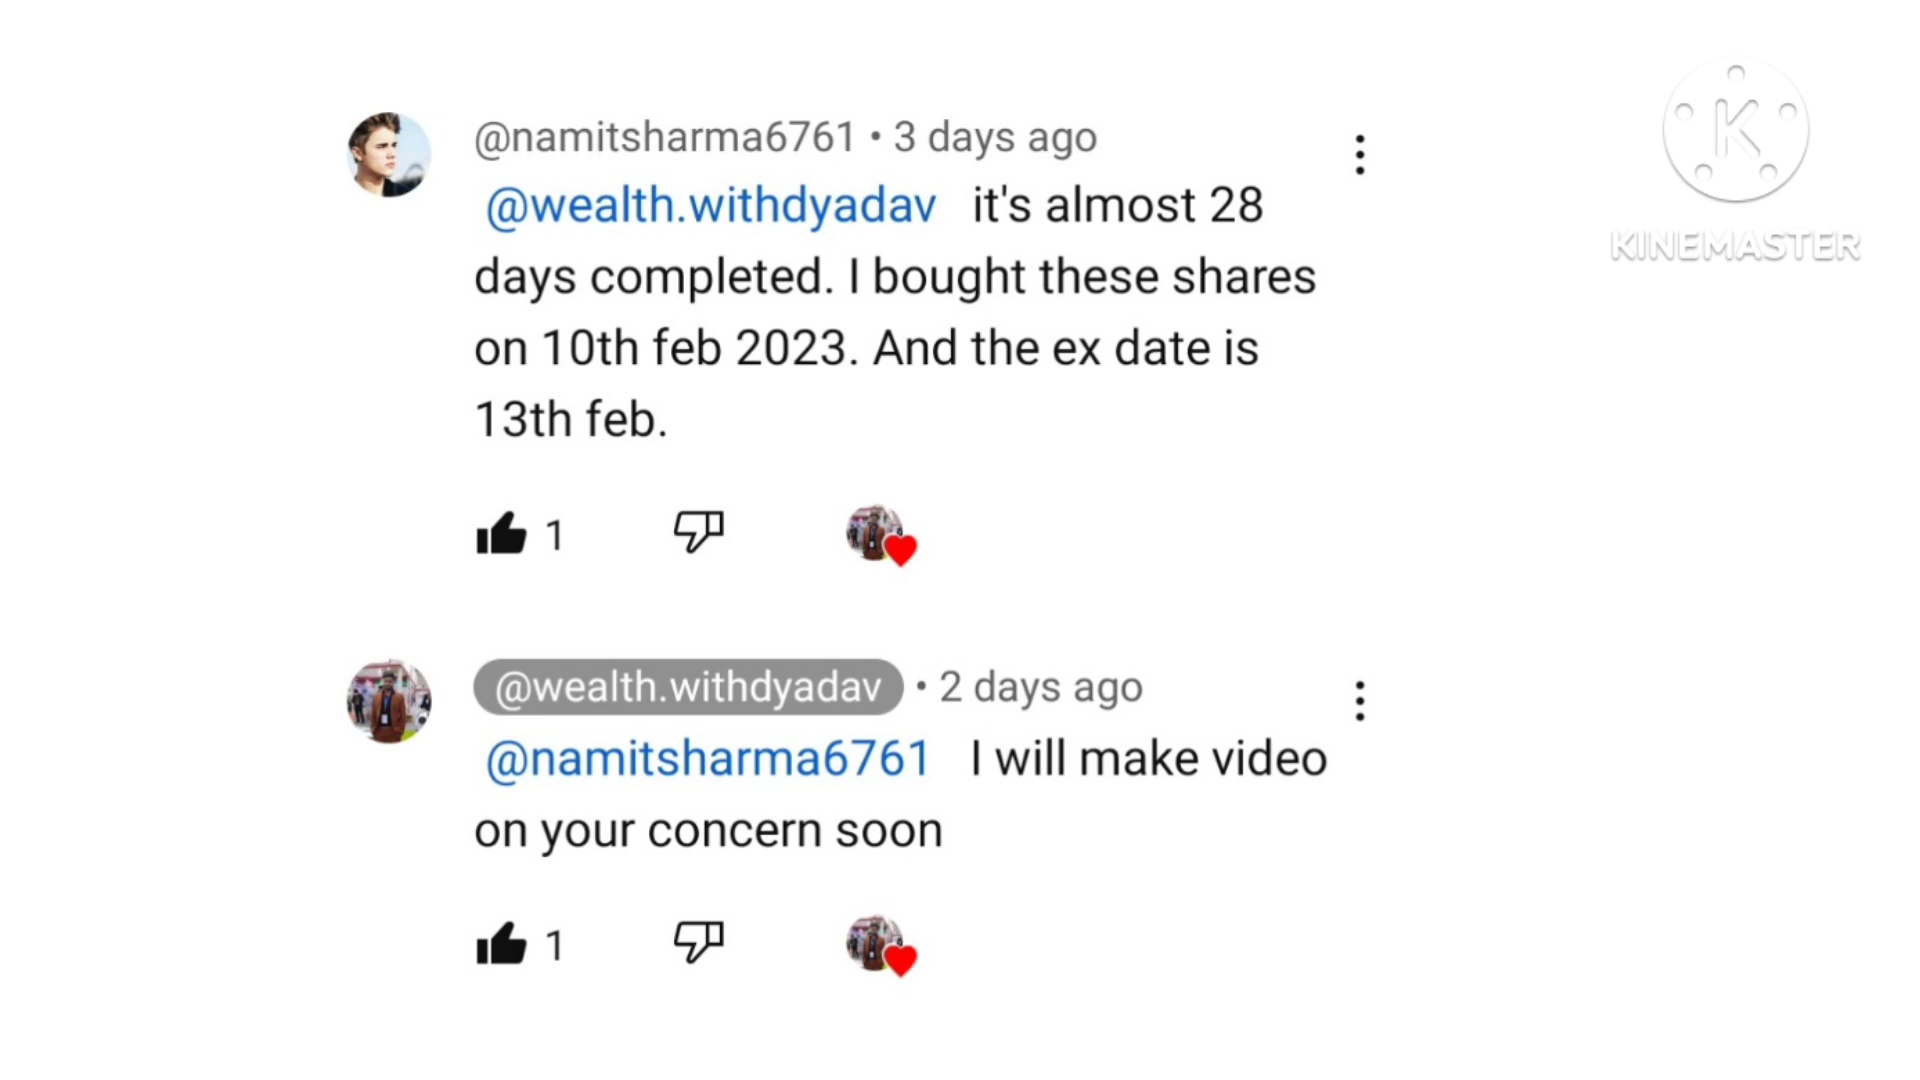 @namitsharma6761 • 3 days ago
@wealth.withdyadav it's almost 28
days completed. I bought these shares
on 10th feb 2023. And the ex date is
13th feb.
1
@wealth.withdyadav • 2 days ago
@namitsharma6761 I will make video
on your concern soon
1
K
KINEMASTER